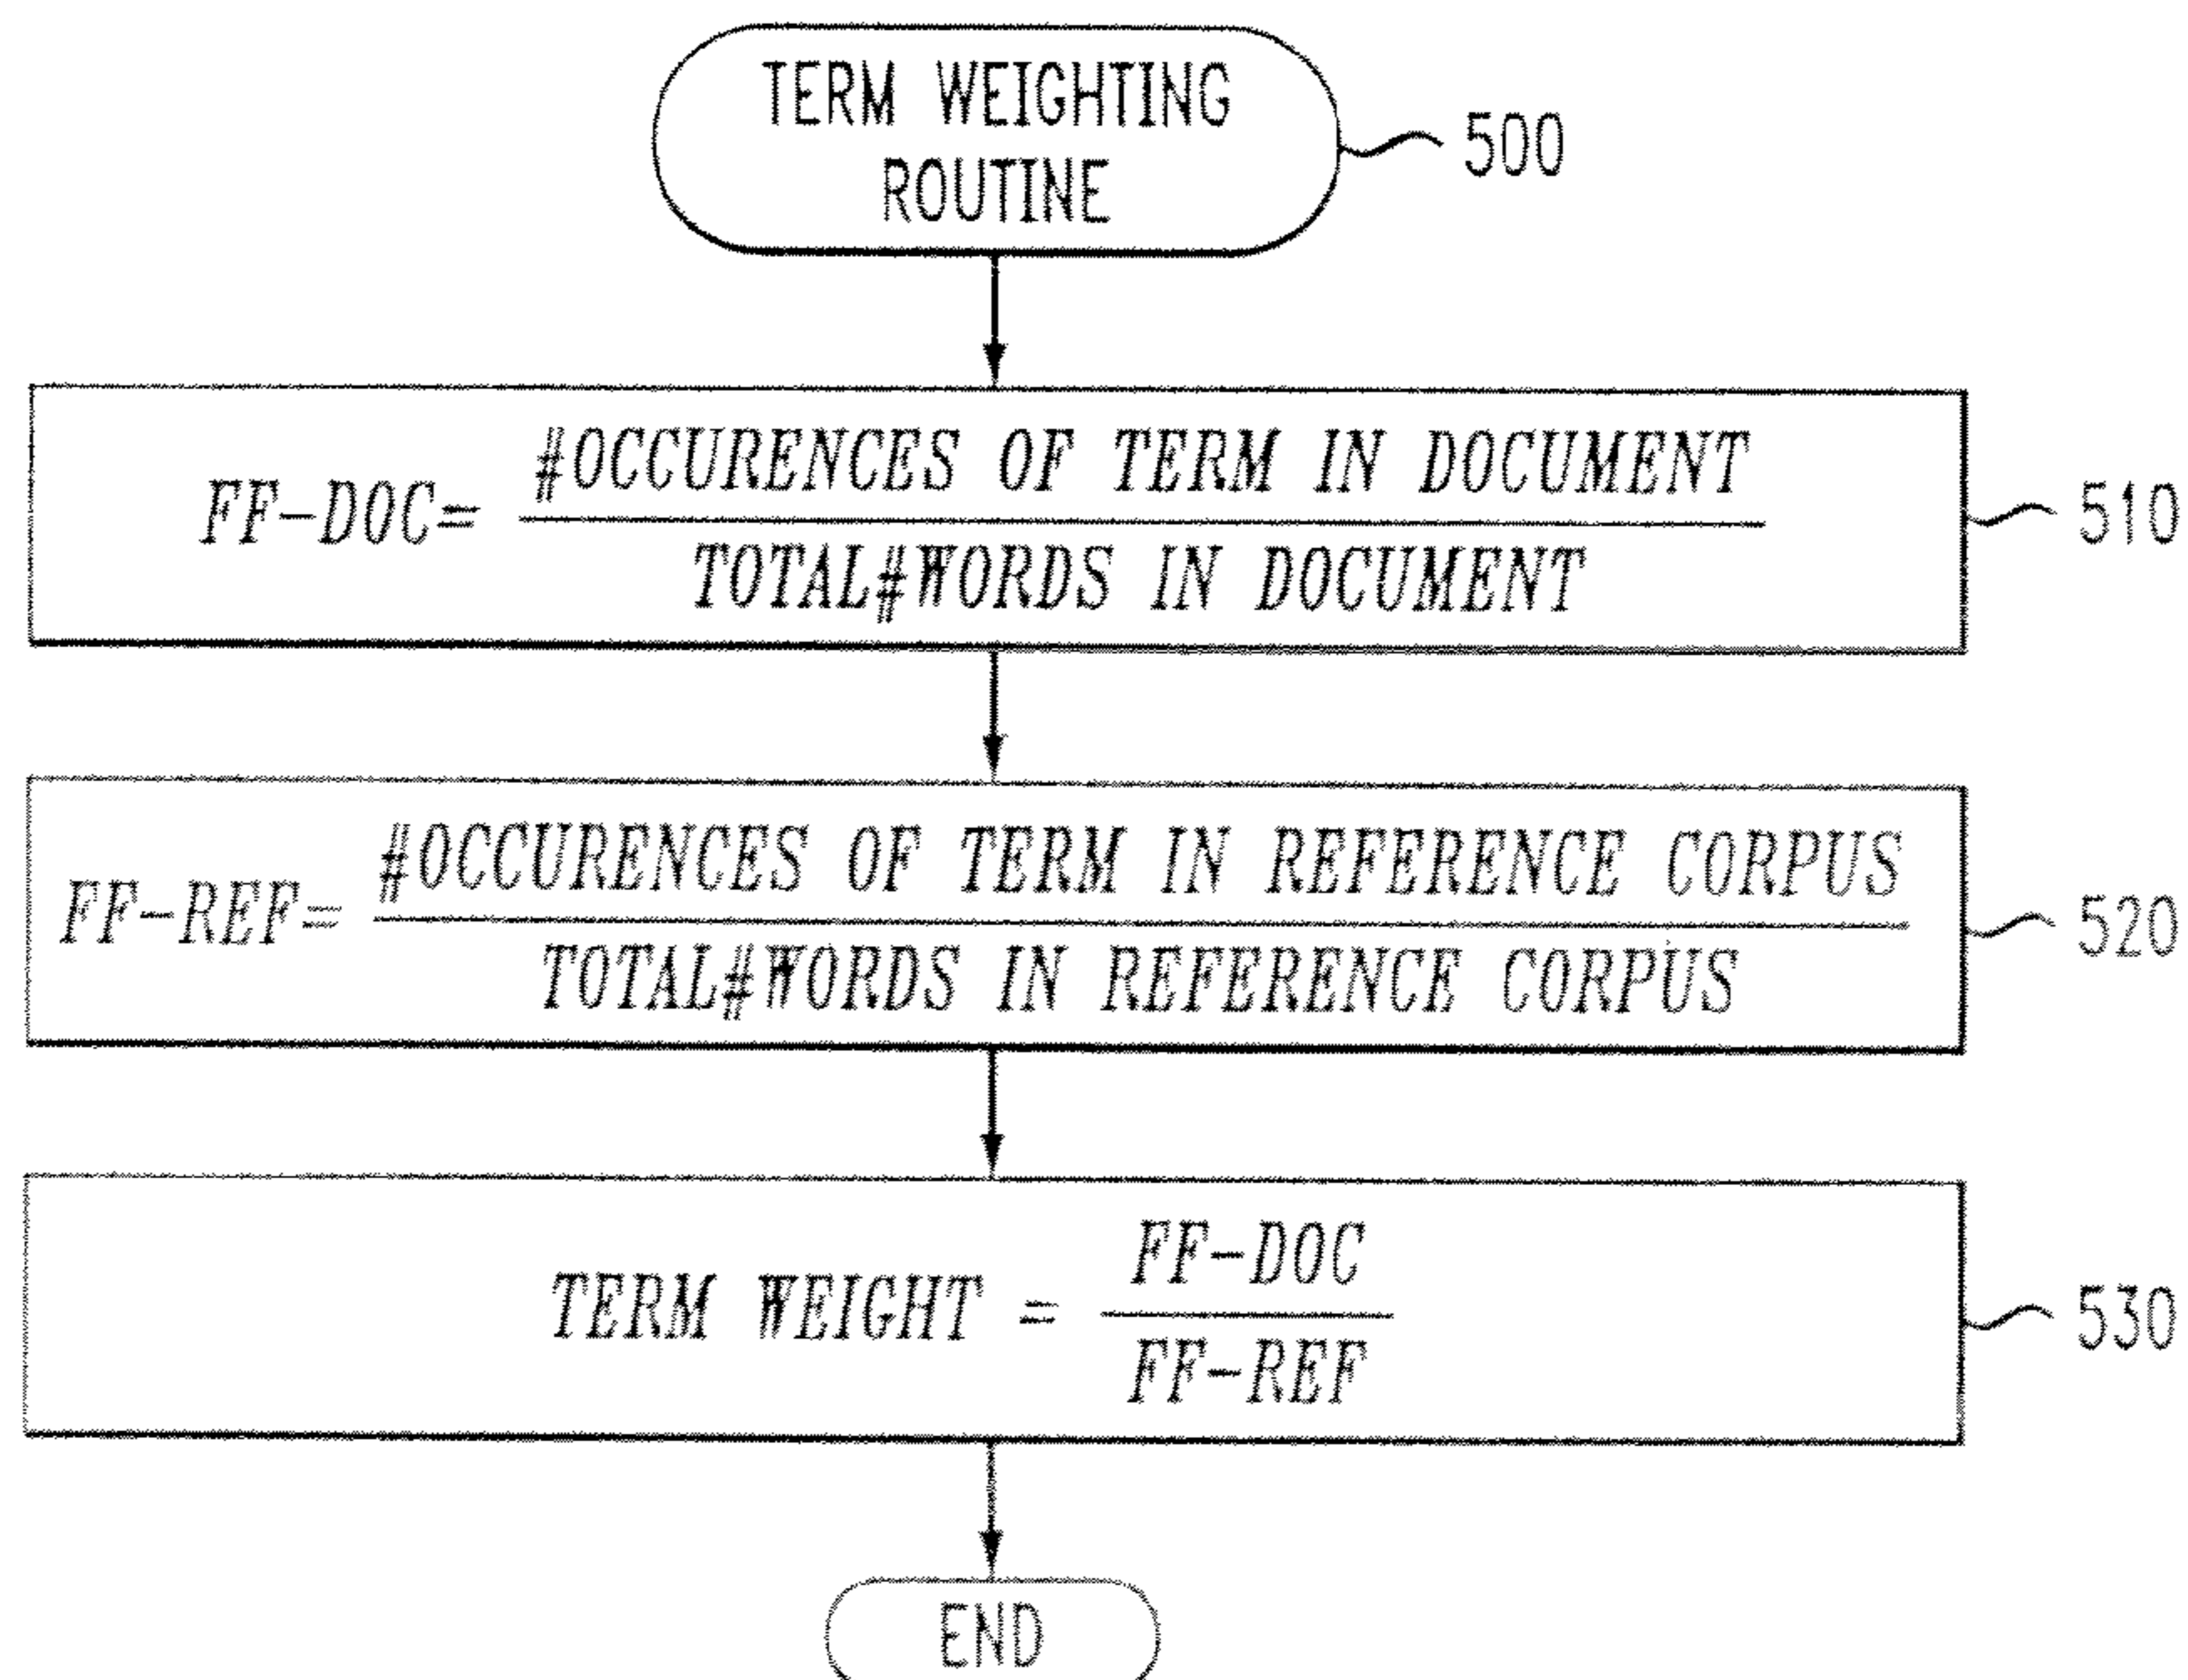 TERM WEIGHTING
ROUTINE
500
#OCCURENCES OF TERM IN DOCUMENT
FF-DOC=
TOTAL#WORDS IN DOCUMENT
510
#OCCURENCES OF TERM IN REFERENCE CORPUS
FF-REF=
TOTAL#WORDS IN REFERENCE CORPUS
520
FF-DOC
TERM WEIGHT =
FF-REF
530
END